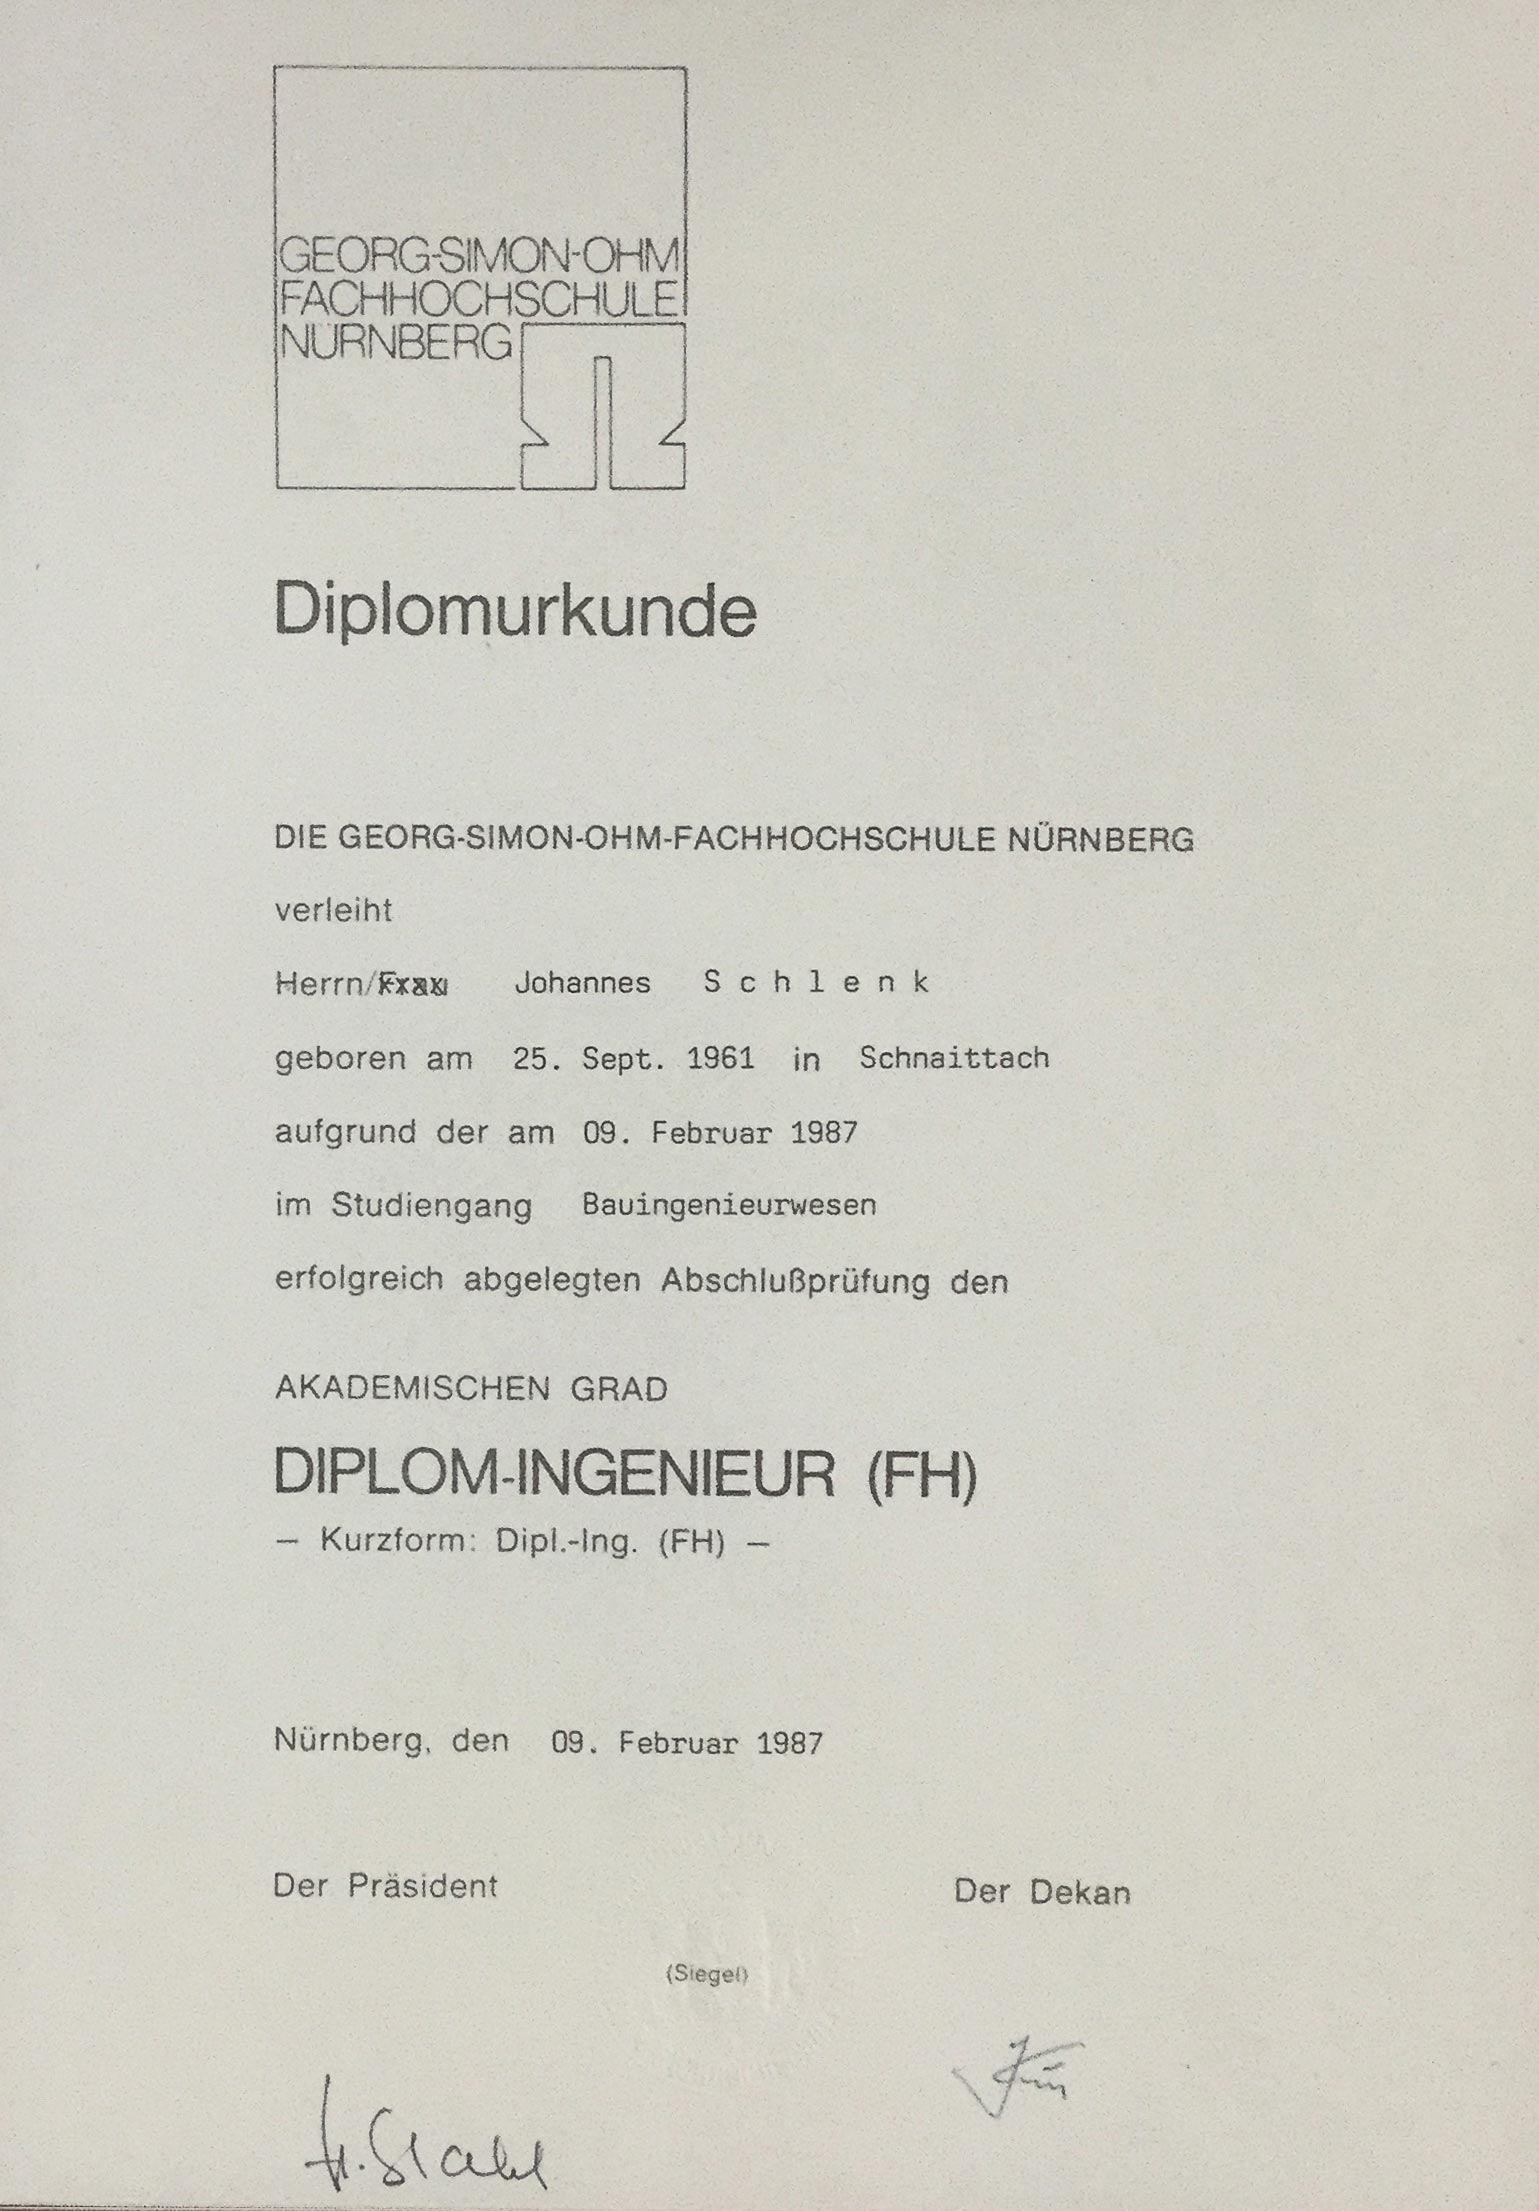 GEORG-SIMON-OHM
FACHHOCHSCHULE
NÜRNBERG
Diplomurkunde
DIE GEORG-SIMON-OHM-FACHHOCHSCHULE NÜRNBERG
verleiht
Herrn/Frau Johannes Schlenk
geboren am 25. Sept. 1961 in Schnaittach
aufgrund der am 09. Februar 1987
im Studiengang Bauingenieurwesen
erfolgreich abgelegten Abschlußprüfung den
AKADEMISCHEN GRAD
DIPLOM-INGENIEUR (FH)
– Kurzform: Dipl.-Ing. (FH) –
Nürnberg, den 09. Februar 1987
Der Präsident Der Dekan
(Siegel)
H. Stahl